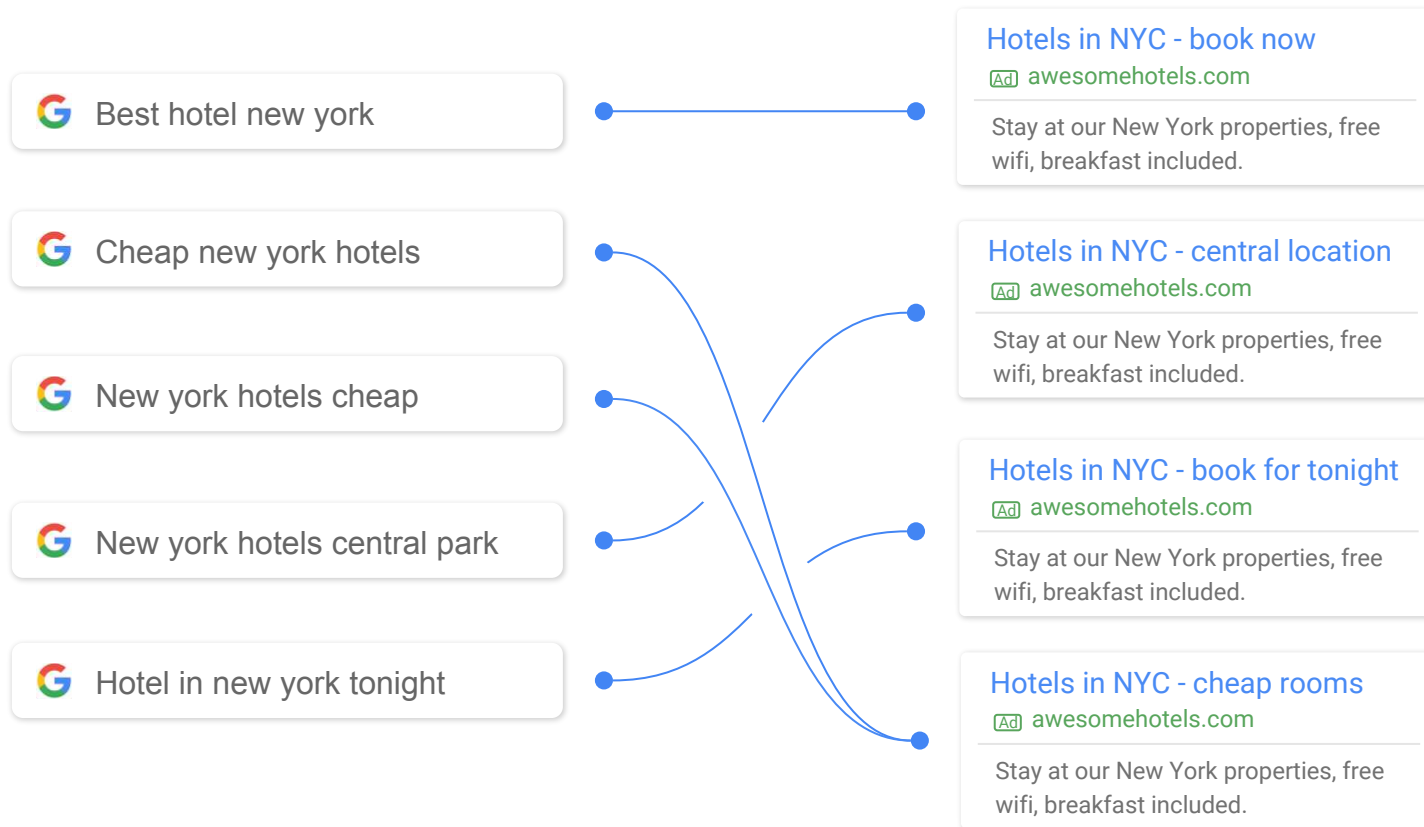 Best hotel new york
Cheap new york hotels
New york hotels cheap
New york hotels central park
Hotel in new york tonight
Hotels in NYC - book now
Ad awesomehotels.com
Stay at our New York properties, free
wifi, breakfast included.
Hotels in NYC - central location
Ad awesomehotels.com
Stay at our New York properties, free
wifi, breakfast included.
Hotels in NYC - book for tonight
Ad awesomehotels.com
Stay at our New York properties, free
wifi, breakfast included.
Hotels in NYC - cheap rooms
Ad awesomehotels.com
Stay at our New York properties, free
wifi, breakfast included.